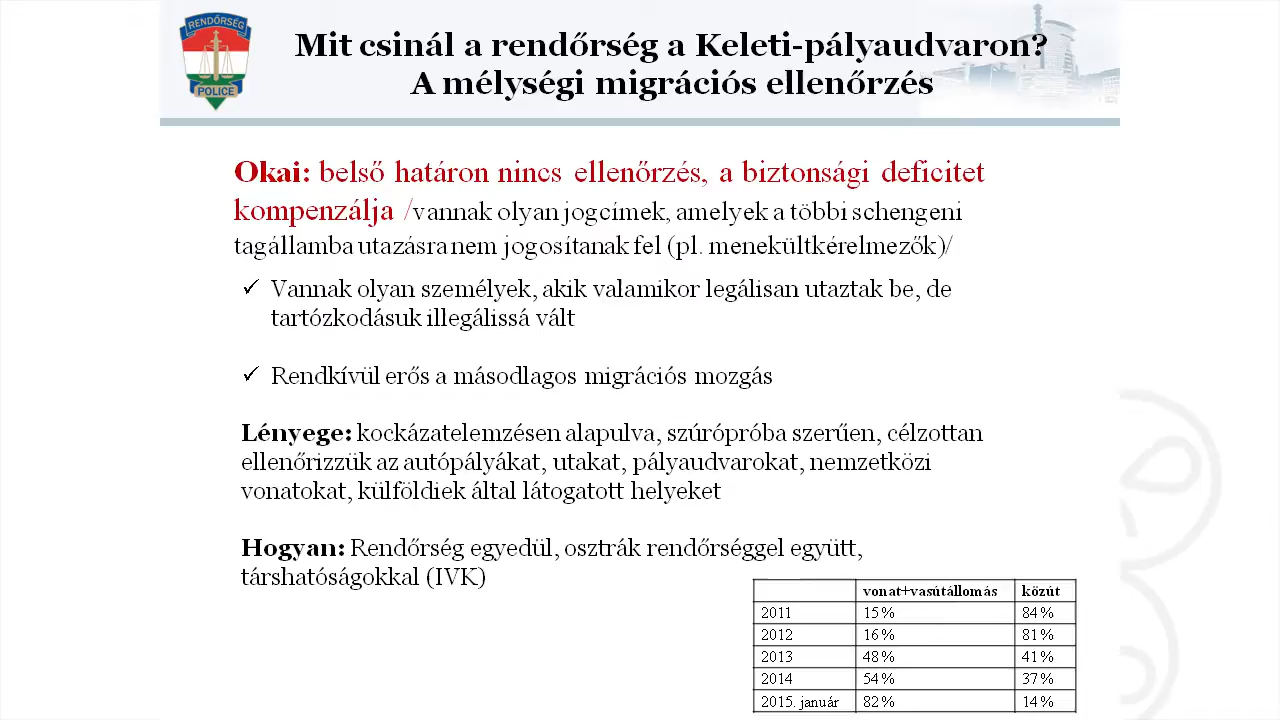 RENDŐRSÉG
POLICE
Mit csinál a rendőrség a Keleti-pályaudvaron?
A mélységi migrációs ellenőrzés
Okai: belső határon nincs ellenőrzés, a biztonsági deficitet
kompenzálja /vannak olyan jogcímek, amelyek a többi schengeni
tagállamba utazásra nem jogosítanak fel (pl. menekültkérelmezők)/
✓ Vannak olyan személyek, akik valamikor legálisan utaztak be, de
tartózkodásuk illegálissá vált
✓ Rendkívül erős a másodlagos migrációs mozgás
Lényege: kockázatelemzésen alapulva, szúrópróba szerűen, célzottan
ellenőrizzük az autópályákat, utakat, pályaudvarokat, nemzetközi
vonatokat, külföldiek által látogatott helyeket
Hogyan: Rendőrség egyedül, osztrák rendőrséggel együtt,
társhatóságokkal (IVK)
vonat+vasútállomás közút
2011 15% 84%
2012 16% 81%
2013 48% 41%
2014 54% 37%
2015. január 82% 14%